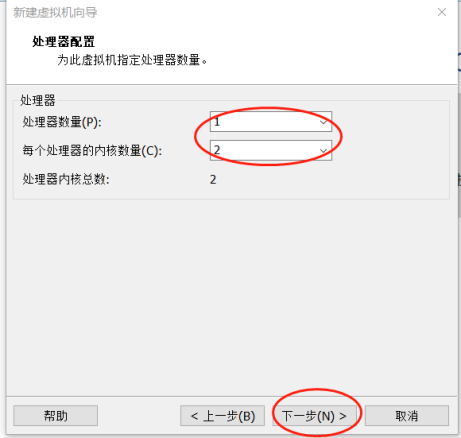 新建虚拟机向导
处理器配置
为此虚拟机指定处理器数量。
处理器
处理器数量(P): 1
每个处理器的内核数量(C): 2
处理器内核总数: 2
帮助 < 上一步(B) 下一步(N) > 取消